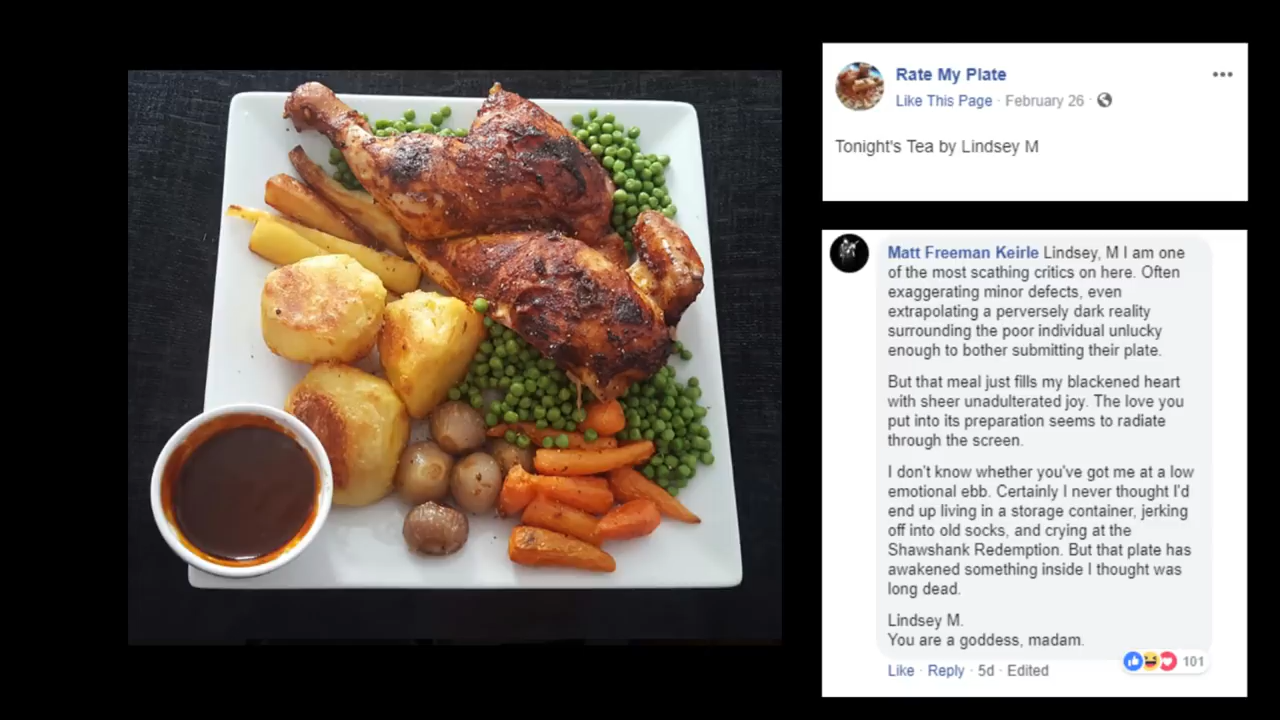 Rate My Plate
Like This Page · February 26 ·
Tonight's Tea by Lindsey M
Matt Freeman Keirle Lindsey, M I am one
of the most scathing critics on here. Often
exaggerating minor defects, even
extrapolating a perversely dark reality
surrounding the poor individual unlucky
enough to bother submitting their plate.
But that meal just fills my blackened heart
with sheer unadulterated joy. The love you
put into its preparation seems to radiate
through the screen.
I don't know whether you've got me at a low
emotional ebb. Certainly I never thought I'd
end up living in a storage container, jerking
off into old socks, and crying at the
Shawshank Redemption. But that plate has
awakened something inside I thought was
long dead.
Lindsey M.
You are a goddess, madam.
101
Like · Reply · 5d · Edited